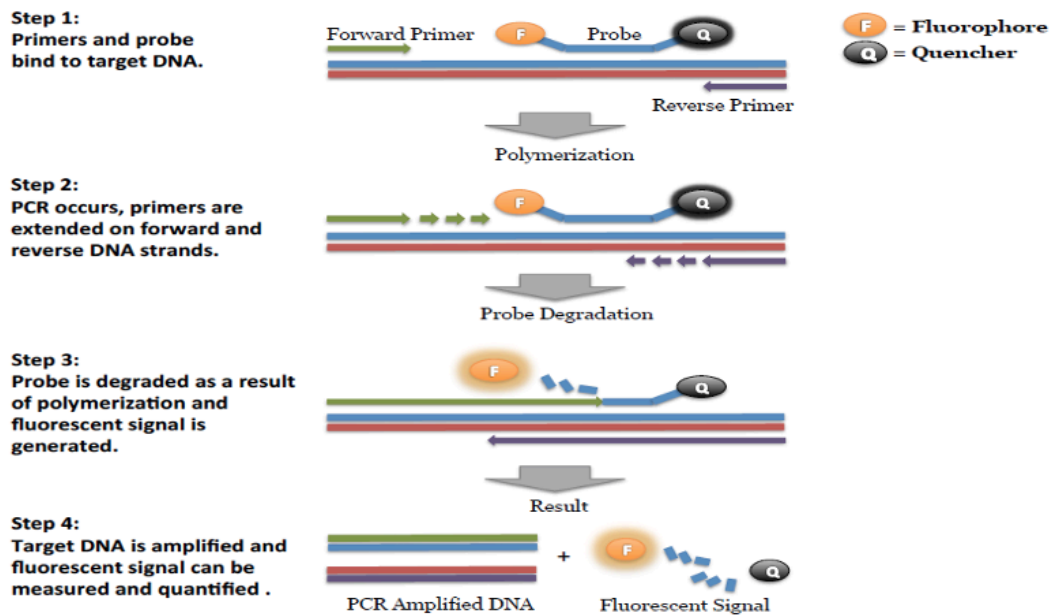 Step 1:
Primers and probe
bind to target DNA.
Forward Primer
F
Probe
Q
F = Fluorophore
Q = Quencher
Reverse Primer
Polymerization
Step 2:
PCR occurs, primers are
extended on forward and
reverse DNA strands.
F
Q
Probe Degradation
Step 3:
Probe is degraded as a result
of polymerization and
fluorescent signal is
generated.
F
Q
Result
Step 4:
Target DNA is amplified and
fluorescent signal can be
measured and quantified .
+
F
Q
PCR Amplified DNA
Fluorescent Signal